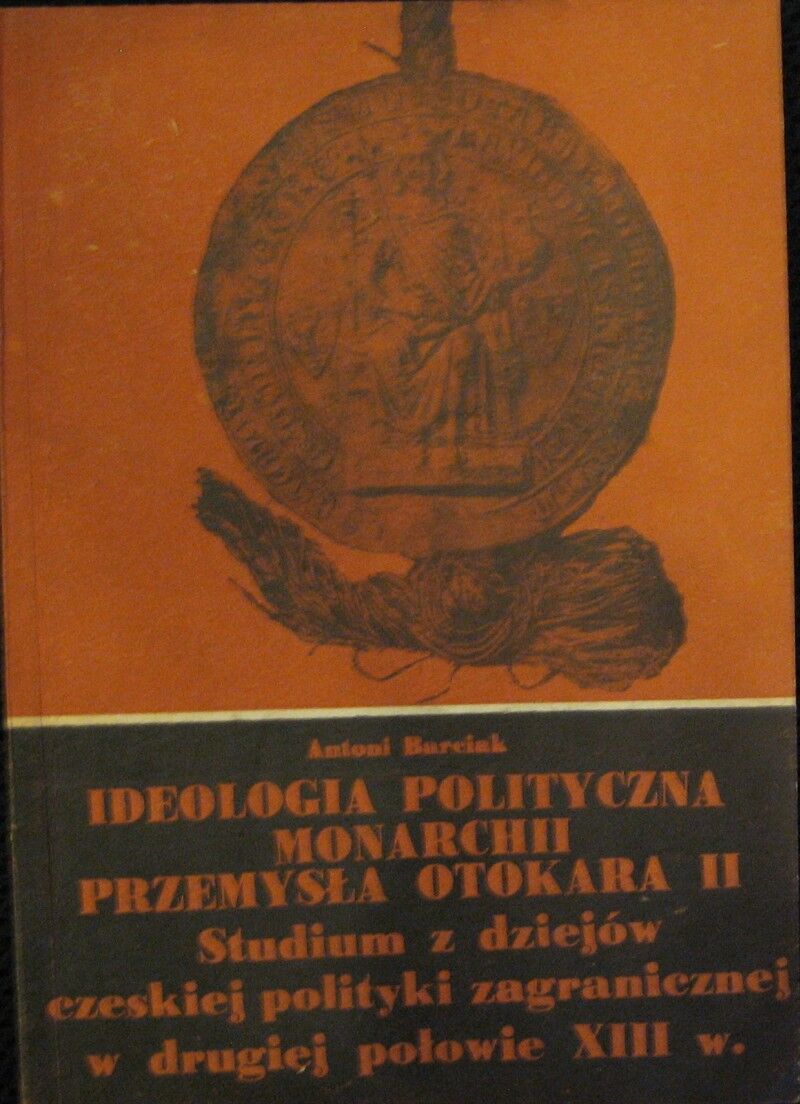 Antoni Barciak
IDEOLOGIA POLITYCZNA
MONARCHII
PRZEMYSŁA OTOKARA II
Studium z dziejów
czeskiej polityki zagranicznej
w drugiej połowie XIII w.